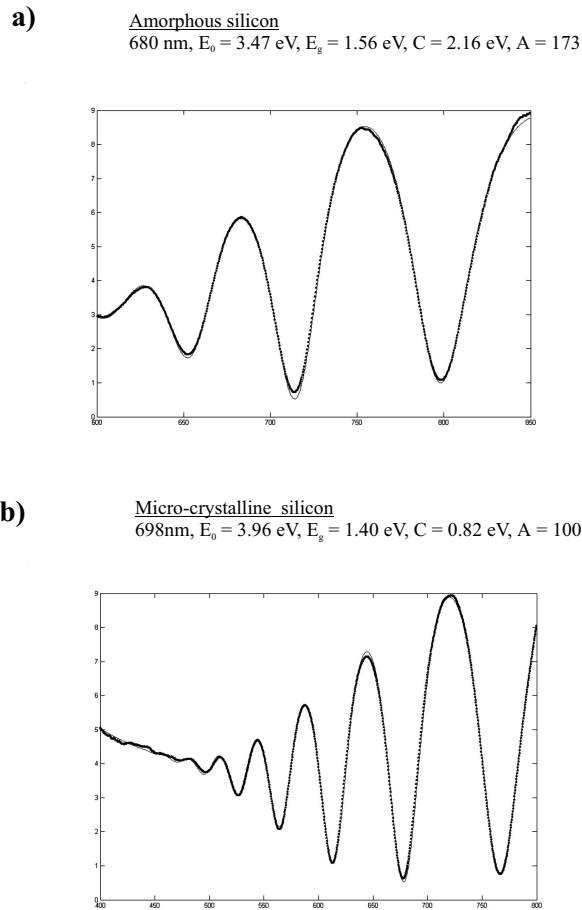 a)
Amorphous silicon
680 nm, E₀ = 3.47 eV, E_g = 1.56 eV, C = 2.16 eV, A = 173
9
8
7
6
5
4
3
2
1
0
600 650 700 750 800 850
b)
Micro-crystalline silicon
698nm, E₀ = 3.96 eV, E_g = 1.40 eV, C = 0.82 eV, A = 100
9
8
7
6
5
4
3
2
1
0
400 450 500 550 600 650 700 750 800